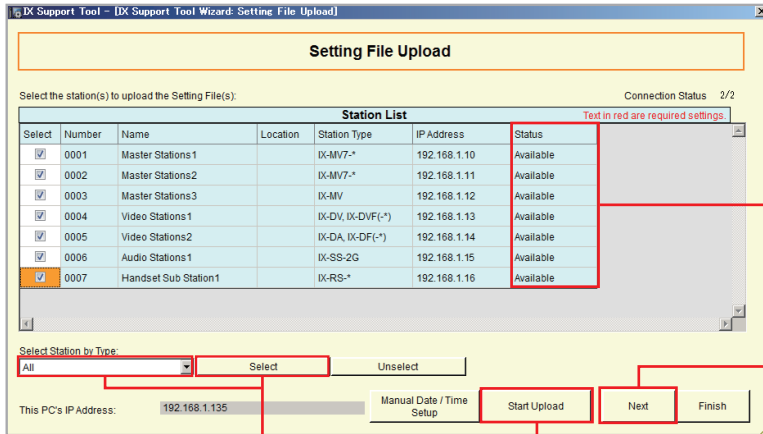 IX Support Tool - [IX Support Tool Wizard: Setting File Upload]
Setting File Upload
Select the station(s) to upload the Setting File(s): Connection Status 2/2
Station List Text in red are required settings.
Select Number Name Location Station Type IP Address Status
0001 Master Stations1 IX-MV7-* 192.168.1.10 Available
0002 Master Stations2 IX-MV7-* 192.168.1.11 Available
0003 Master Stations3 IX-MV 192.168.1.12 Available
0004 Video Stations1 IX-DV, IX-DVF(-*) 192.168.1.13 Available
0005 Video Stations2 IX-DA, IX-DF(-*) 192.168.1.14 Available
0006 Audio Stations1 IX-SS-2G 192.168.1.15 Available
0007 Handset Sub Station1 IX-RS-* 192.168.1.16 Available
Select Station by Type:
All Select Unselect
This PC's IP Address: 192.168.1.135 Manual Date / Time Setup Start Upload Next Finish